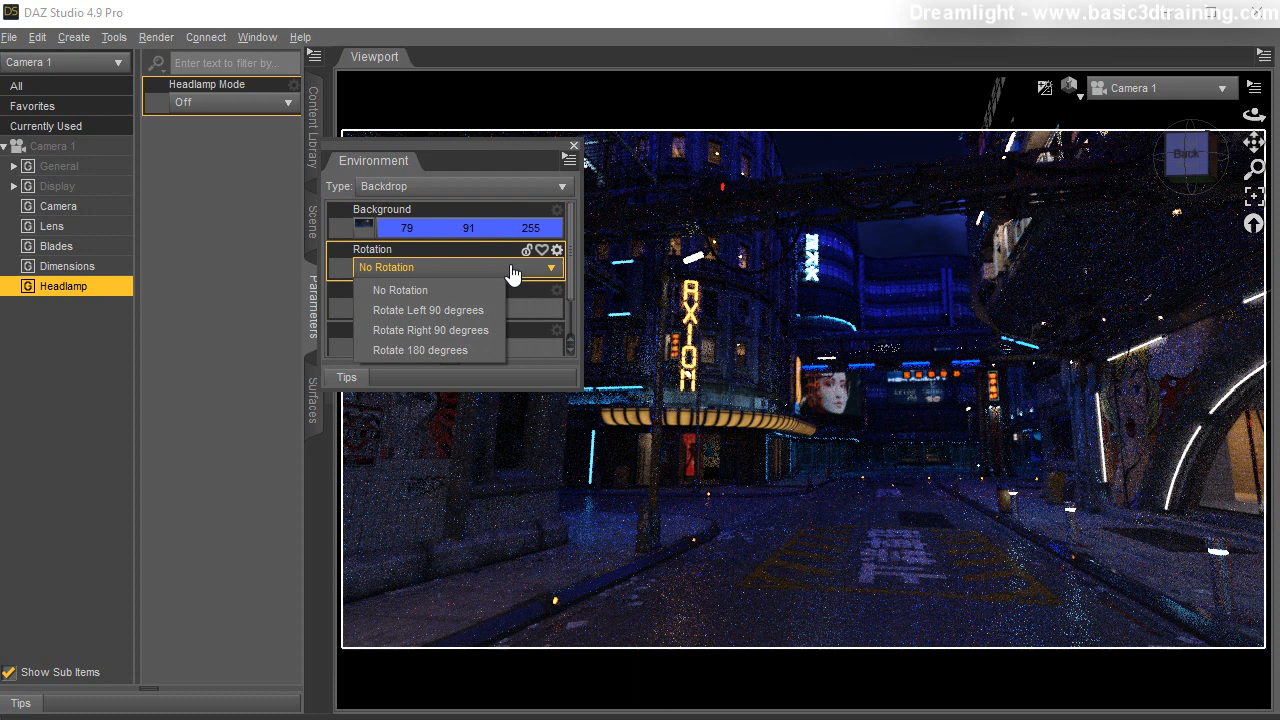 DS DAZ Studio 4.9 Pro
Dreamlight - www.basic3dtraining.com
File Edit Create Tools Render Connect Window Help
Camera 1
Enter text to filter by...
Viewport
All
Favorites
Currently Used
Camera 1
General
Display
Camera
Lens
Blades
Dimensions
Headlamp
Show Sub Items
Tips
Headlamp Mode
Off
Content Library
Scene
Parameters
Surfaces
Environment
Type: Backdrop
Background
79 91 255
Rotation
No Rotation
No Rotation
Rotate Left 90 degrees
Rotate Right 90 degrees
Rotate 180 degrees
Tips
Camera 1
Back
AXION